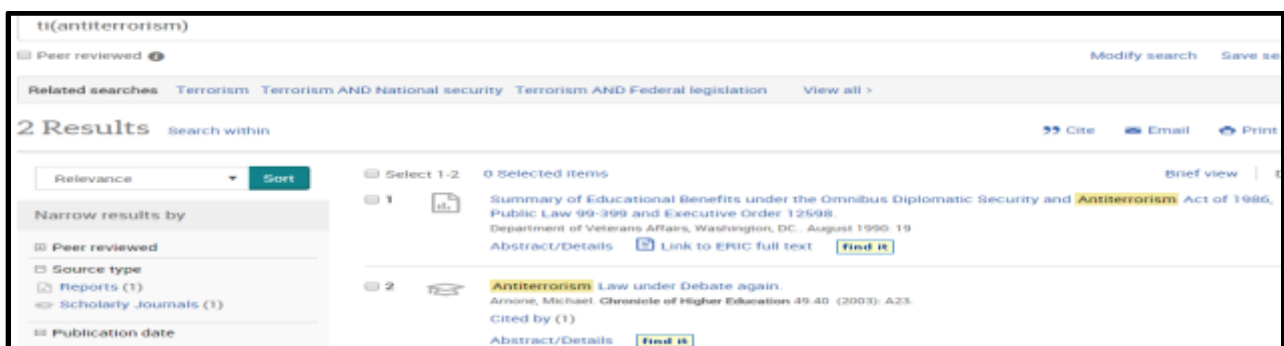 ti(antiterrorism)
Peer reviewed
Modify search Save se
Related searches Terrorism Terrorism AND National security Terrorism AND Federal legislation View all >
2 Results Search within
Cite Email Print
Relevance Sort
Select 1-2 0 Selected items
Brief view
Narrow results by
1 Summary of Educational Benefits under the Omnibus Diplomatic Security and Antiterrorism Act of 1986,
Public Law 99-399 and Executive Order 12598.
Department of Veterans Affairs, Washington, DC.. August 1990: 19
Abstract/Details Link to ERIC full text find it
Peer reviewed
Source type
Reports (1)
Scholarly Journals (1)
Publication date
2 Antiterrorism Law under Debate again.
Arnone, Michael. Chronicle of Higher Education 49.40 (2003): A23.
Cited by (1)
Abstract/Details find it